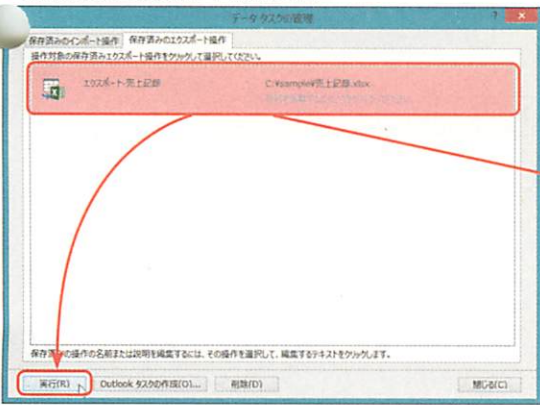 データ タスクの管理
?
保存済みのインポート操作 保存済みのエクスポート操作
操作対象の保存済みエクスポート操作をクリックして選択してください。
エクスポート-売上記録 C:¥sample¥売上記録.xlsx
保存済みの操作の名前または説明を編集するには、その操作を選択して、編集するテキストをクリックします。
実行(R) Outlook タスクの作成(O)... 削除(D) 閉じる(C)